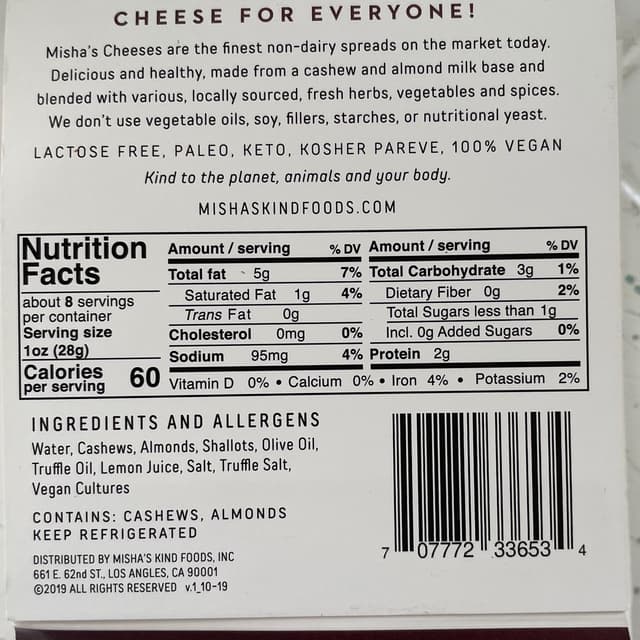 CHEESE FOR EVERYONE!
Misha's Cheeses are the finest non-dairy spreads on the market today.
Delicious and healthy, made from a cashew and almond milk base and
blended with various, locally sourced, fresh herbs, vegetables and spices.
We don't use vegetable oils, soy, fillers, starches, or nutritional yeast.
LACTOSE FREE, PALEO, KETO, KOSHER PAREVE, 100% VEGAN
Kind to the planet, animals and your body.
MISHASKINDFOODS.COM
Nutrition
Facts
about 8 servings
per container
Serving size
1oz (28g)
Calories
per serving 60
Amount / serving % DV
Total fat 5g 7%
Saturated Fat 1g 4%
Trans Fat 0g
Cholesterol 0mg 0%
Sodium 95mg 4%
Amount / serving % DV
Total Carbohydrate 3g 1%
Dietary Fiber 0g 2%
Total Sugars less than 1g
Incl. 0g Added Sugars 0%
Protein 2g
Vitamin D 0% • Calcium 0% • Iron 4% • Potassium 2%
INGREDIENTS AND ALLERGENS
Water, Cashews, Almonds, Shallots, Olive Oil,
Truffle Oil, Lemon Juice, Salt, Truffle Salt,
Vegan Cultures
CONTAINS: CASHEWS, ALMONDS
KEEP REFRIGERATED
DISTRIBUTED BY MISHA'S KIND FOODS, INC
661 E. 62nd ST., LOS ANGLES, CA 90001
©2019 ALL RIGHTS RESERVED v.1_10-19
7 07772 33653 4